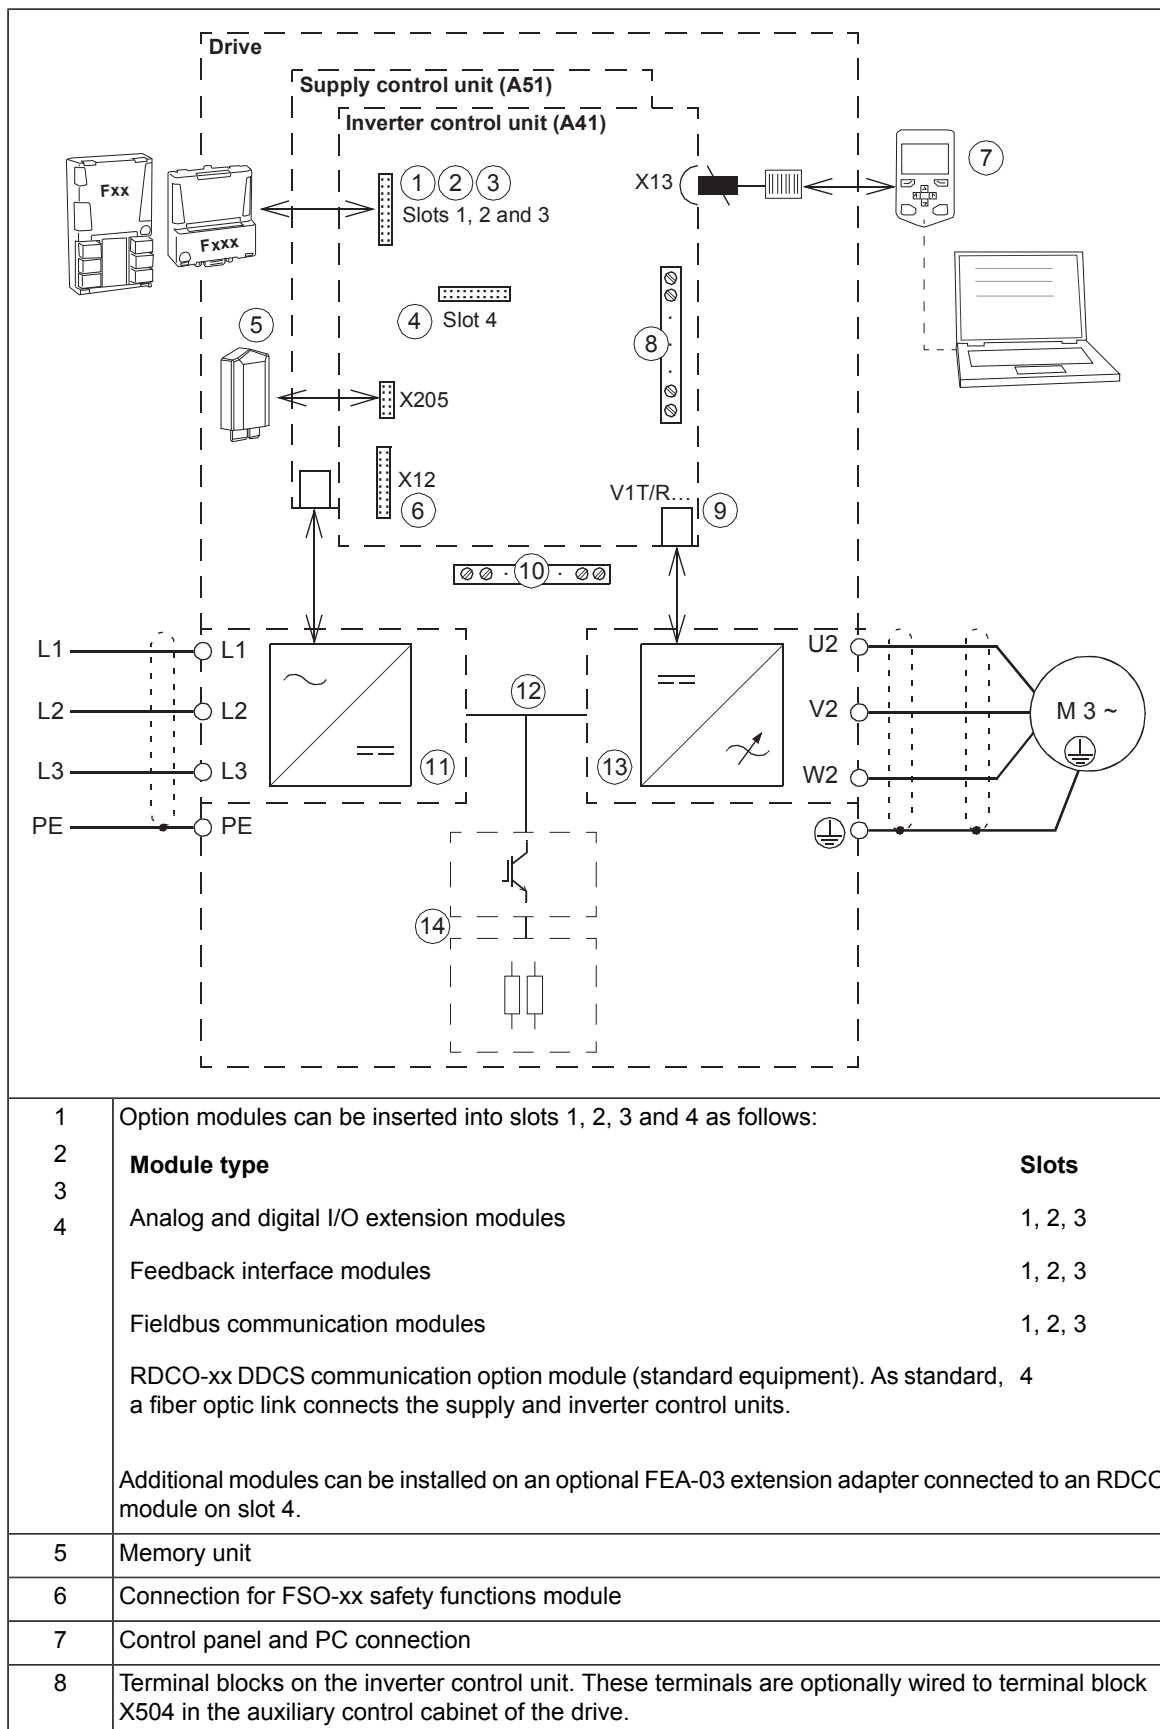 Drive
Supply control unit (A51)
Inverter control unit (A41)
Fxx
Fxxx
1 2 3
Slots 1, 2 and 3
X13
7
4 Slot 4
5
8
X205
X12
6
V1T/R…
9
10
L1 L1
L2 L2
L3 L3
PE PE
11
12
13
U2
V2
W2
M 3 ~
14
1
2
3
4
Option modules can be inserted into slots 1, 2, 3 and 4 as follows:
Module type Slots
Analog and digital I/O extension modules 1, 2, 3
Feedback interface modules 1, 2, 3
Fieldbus communication modules 1, 2, 3
RDCO-xx DDCS communication option module (standard equipment). As standard, 4
a fiber optic link connects the supply and inverter control units.
Additional modules can be installed on an optional FEA-03 extension adapter connected to an RDCO
module on slot 4.
5 Memory unit
6 Connection for FSO-xx safety functions module
7 Control panel and PC connection
8 Terminal blocks on the inverter control unit. These terminals are optionally wired to terminal block
X504 in the auxiliary control cabinet of the drive.